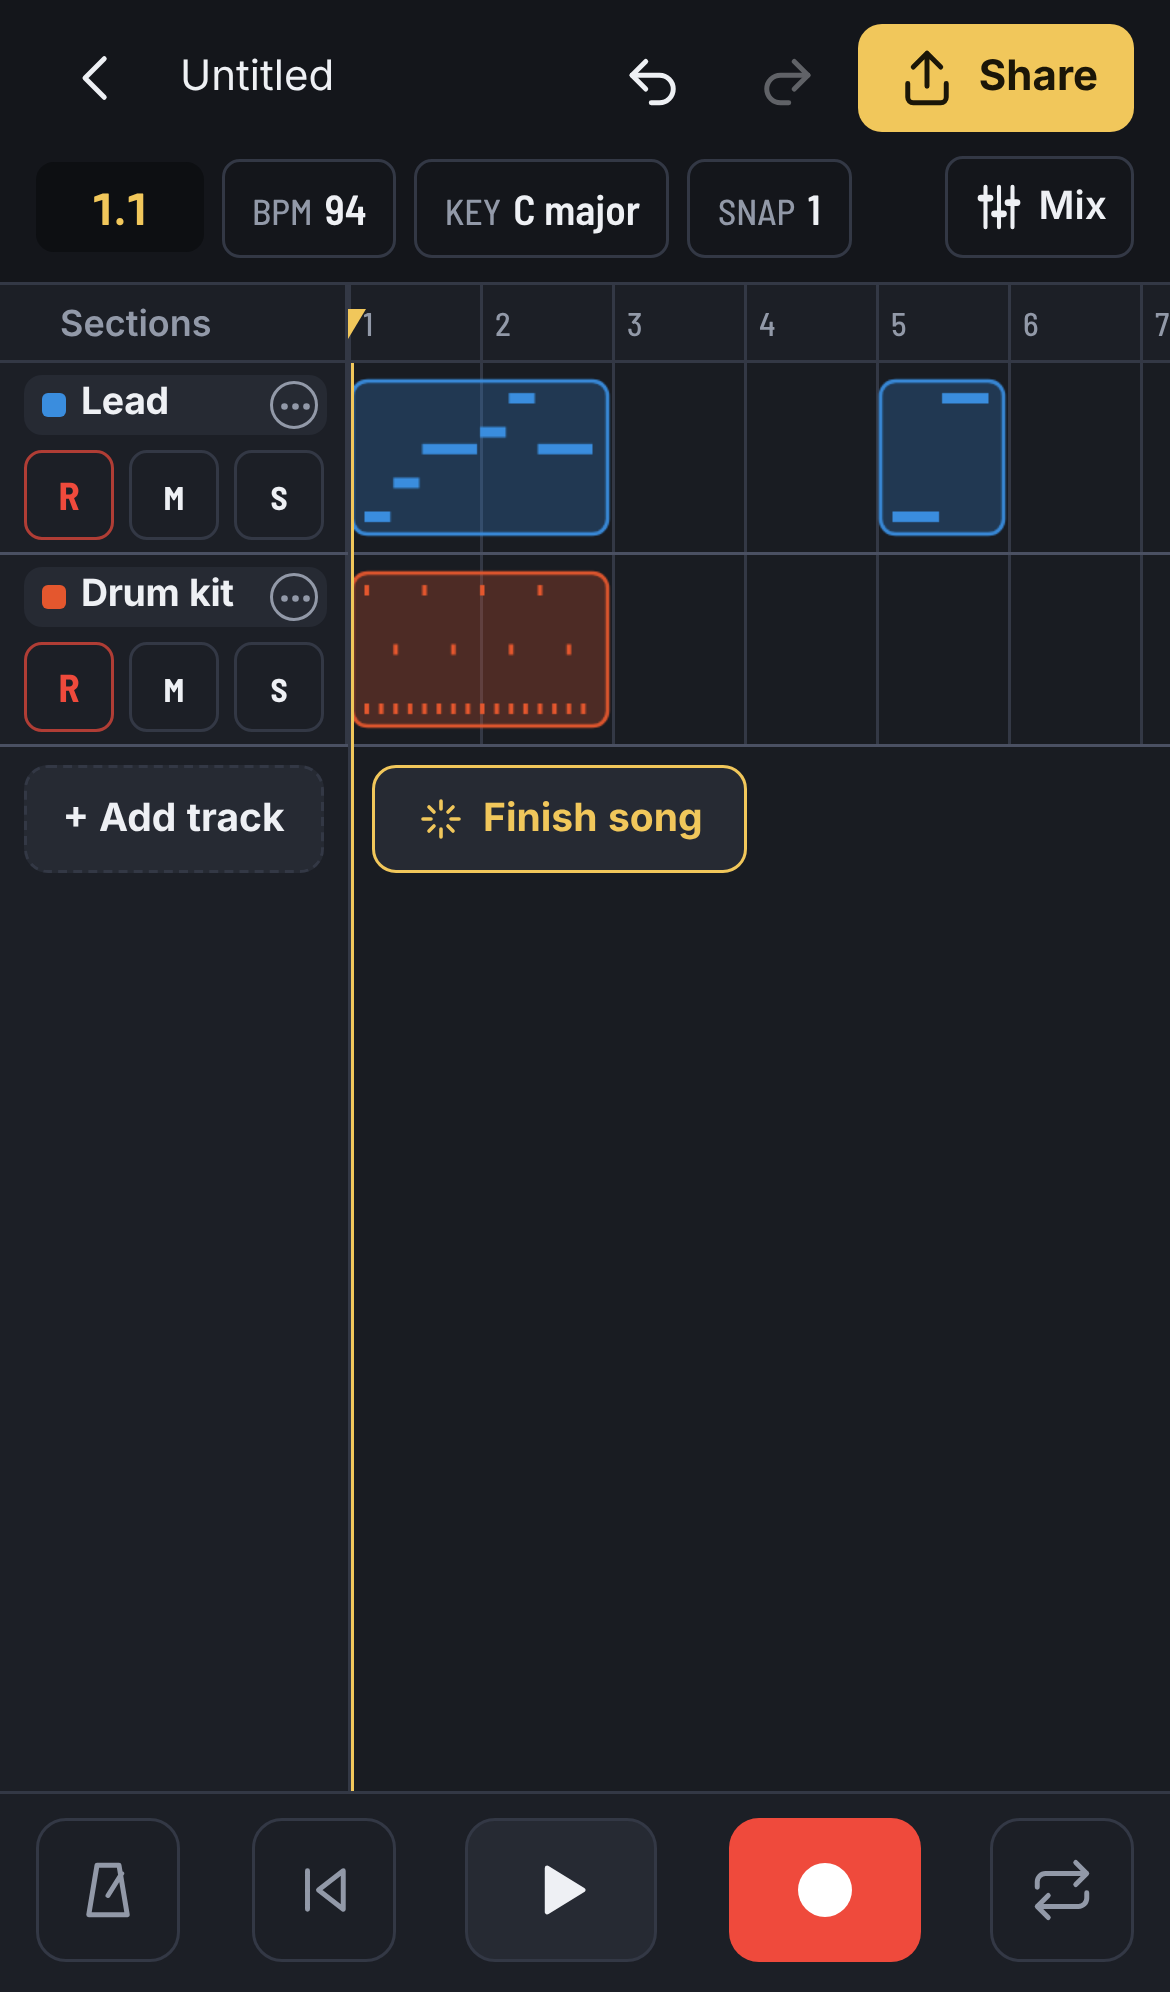 Untitled
Share
1.1
BPM 94
KEY C major
SNAP 1
Mix
Sections
1 2 3 4 5 6 7
Lead
R M S
Drum kit
R M S
+ Add track
Finish song